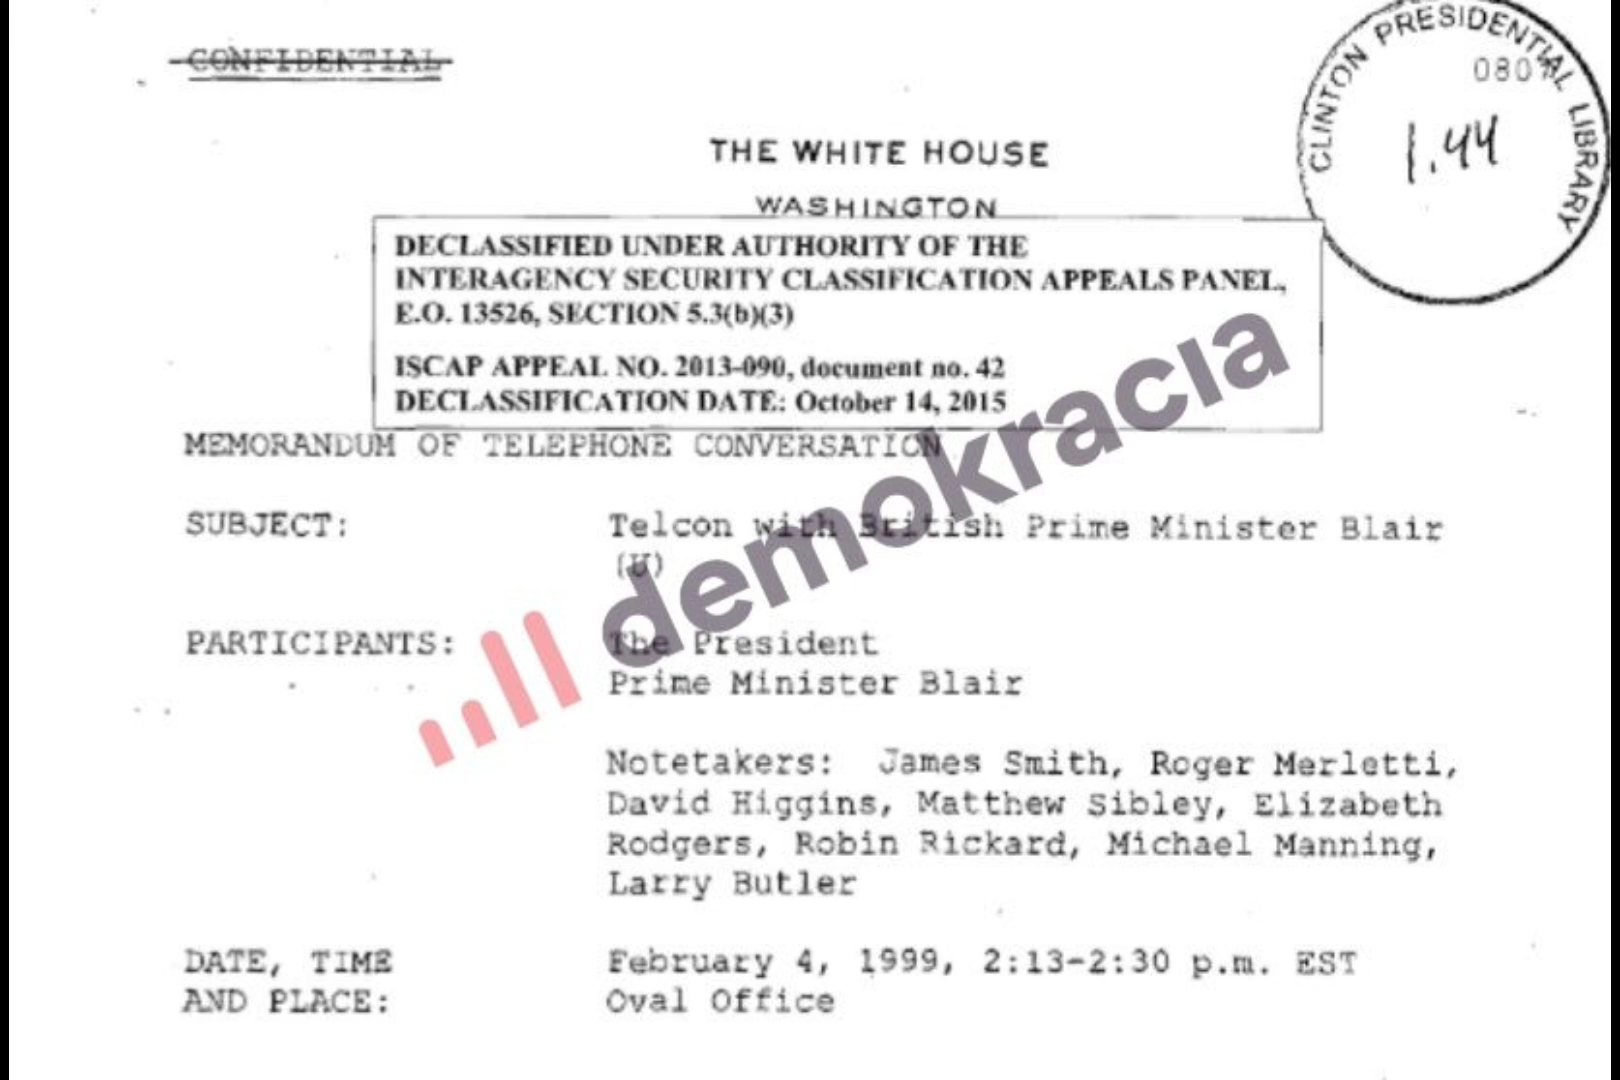 CONFIDENTIAL
CLINTON PRESIDENTIAL LIBRARY
1.44
THE WHITE HOUSE
WASHINGTON
DECLASSIFIED UNDER AUTHORITY OF THE
INTERAGENCY SECURITY CLASSIFICATION APPEALS PANEL,
E.O. 13526, SECTION 5.3(b)(3)
ISCAP APPEAL NO. 2013-090, document no. 42
DECLASSIFICATION DATE: October 14, 2015
MEMORANDUM OF TELEPHONE CONVERSATION
demokracia
SUBJECT: Telcon with British Prime Minister Blair
(U)
PARTICIPANTS: The President
Prime Minister Blair
Notetakers: James Smith, Roger Merletti,
David Higgins, Matthew Sibley, Elizabeth
Rodgers, Robin Rickard, Michael Manning,
Larry Butler
DATE, TIME February 4, 1999, 2:13-2:30 p.m. EST
AND PLACE: Oval Office